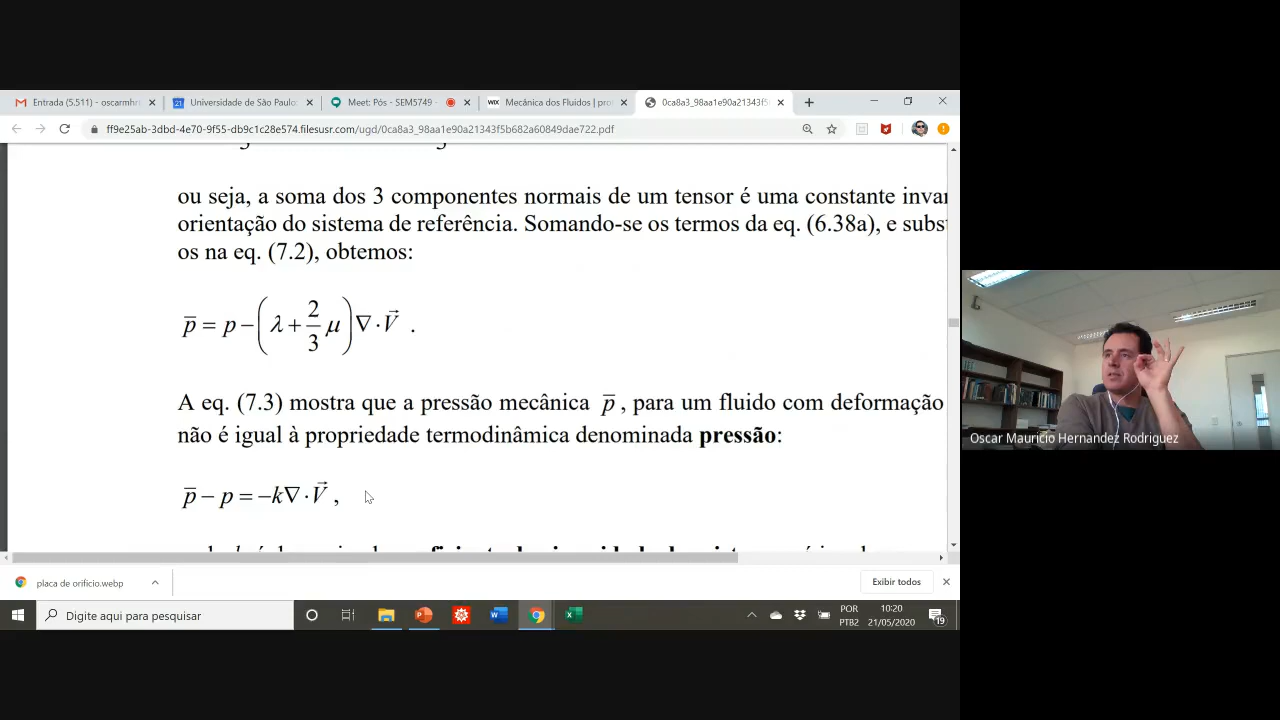 Entrada (5.511) - oscarmhr
Universidade de São Paulo:
Meet: Pós - SEM5749 -
WIX Mecânica dos Fluidos | pro
0ca8a3_98aa1e90a21343f5
ff9e25ab-3dbd-4e70-9f55-db9c1c28e574.filesusr.com/ugd/0ca8a3_98aa1e90a21343f5b682a60849dae722.pdf
ou seja, a soma dos 3 componentes normais de um tensor é uma constante invar
orientação do sistema de referência. Somando-se os termos da eq. (6.38a), e subst
os na eq. (7.2), obtemos:
p̅ = p − (λ + 2/3 μ) ∇ · V⃗ .
A eq. (7.3) mostra que a pressão mecânica p̅ , para um fluido com deformação
não é igual à propriedade termodinâmica denominada pressão:
p̅ − p = −k∇ · V⃗ ,
Oscar Mauricio Hernandez Rodriguez
placa de orificio.webp
Exibir todos
Digite aqui para pesquisar
POR
PTB2
10:20
21/05/2020
19